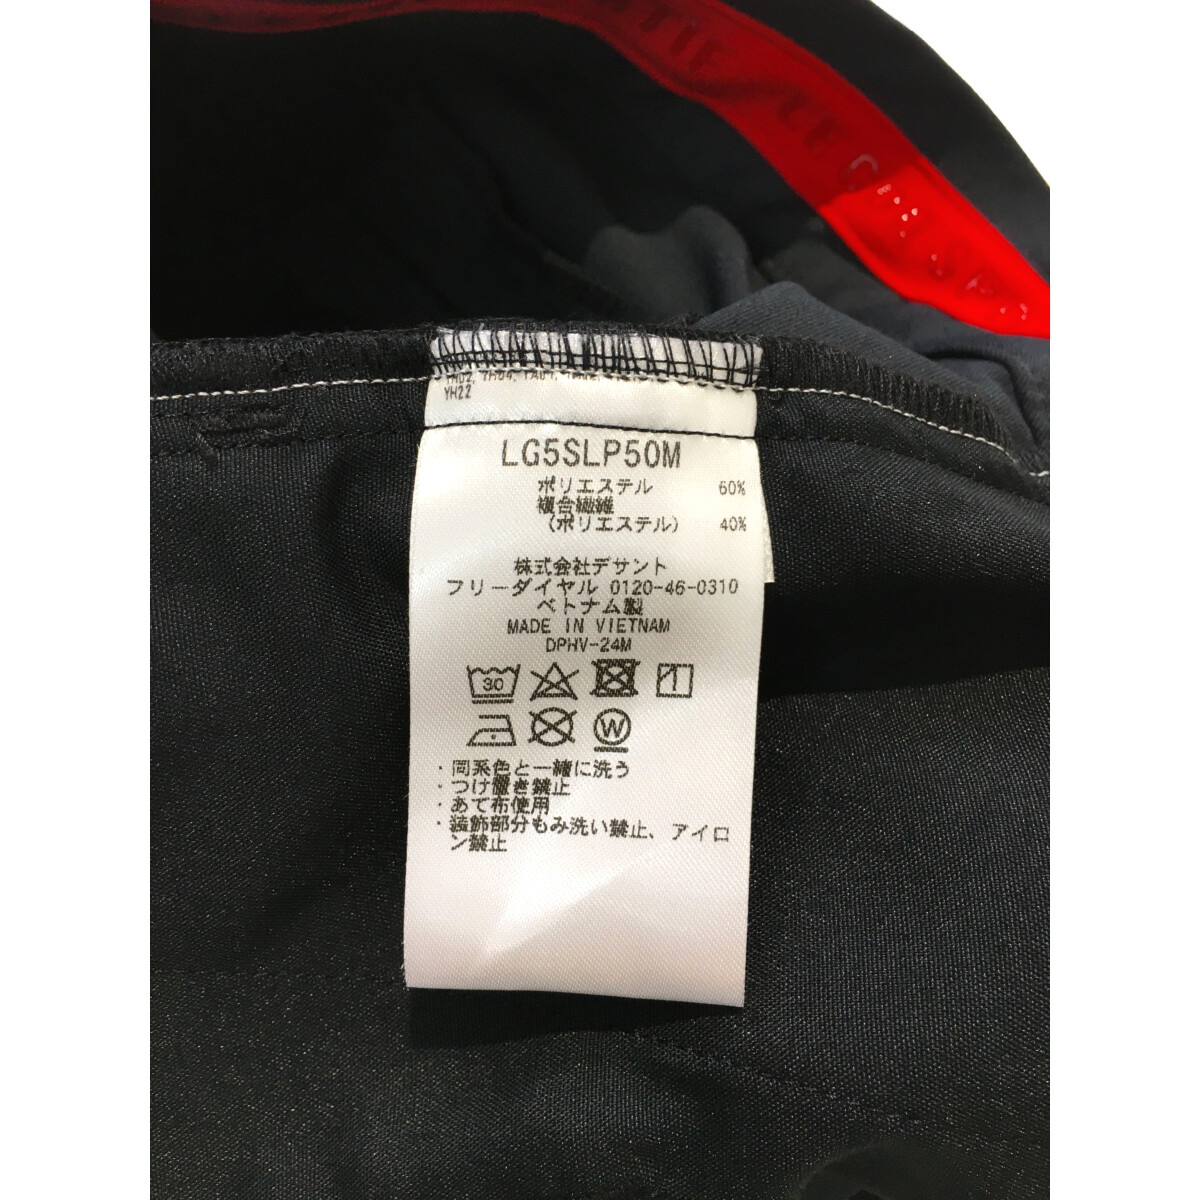 YH22
LG5SLP50M
ポリエステル 60%
複合繊維
（ポリエステル） 40%
株式会社デサント
フリーダイヤル 0120-46-0310
ベトナム製
MADE IN VIETNAM
DPHV-24M
30
W
・同系色と一緒に洗う
・つけ置き禁止
・あて布使用
・装飾部分もみ洗い禁止、アイロ
ン禁止